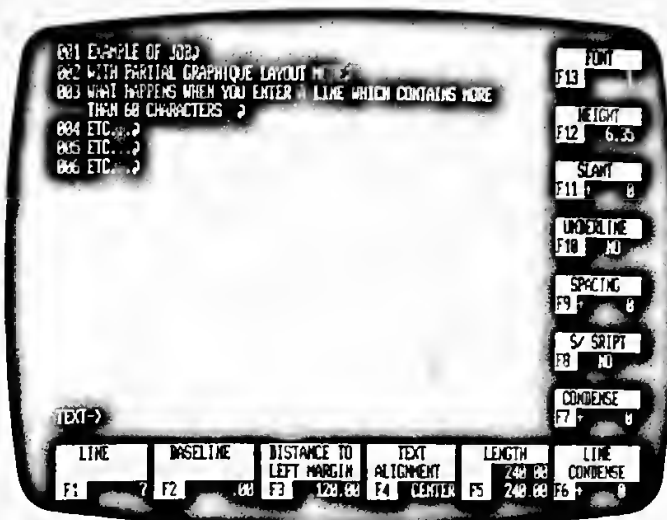 001 EXAMPLE OF JOB
002 WITH PARTIAL GRAPHIQUE LAYOUT
003 WHAT HAPPENS WHEN YOU ENTER A LINE WHICH CONTAINS MORE
THAN 60 CHARACTERS
004 ETC...
005 ETC...
006 ETC...
FONT
F13 1
HEIGHT
F12 6.35
SLANT
F11 + 0
UNDERLINE
F10 NO
SPACING
F9 + 0
S/ SRIPT
F8 NO
CONDENSE
F7 + 0
TEXT->
LINE
F1 7
BASELINE
F2 .00
DISTANCE TO
LEFT MARGIN
F3 120.00
TEXT
ALIGNMENT
F4 CENTER
LENGTH
240.00
F5 240.00
LINE
CONDENSE
F6 + 0